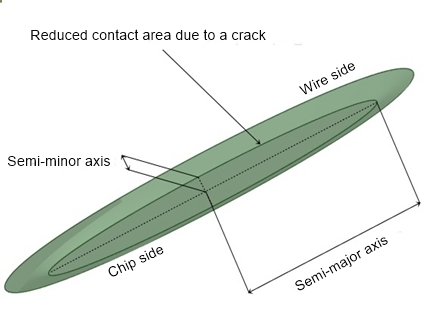 Reduced contact area due to a crack
Wire side
Semi-minor axis
Chip side
Semi-major axis